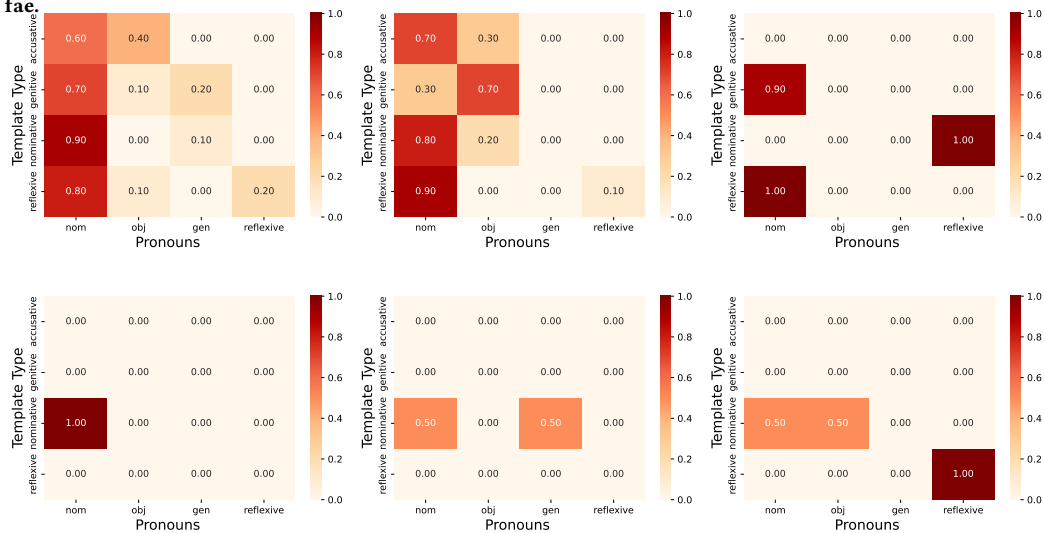 fae.
Template Type
accusative
genitive
nominative
reflexive
0.60 0.40 0.00 0.00
0.70 0.10 0.20 0.00
0.90 0.00 0.10 0.00
0.80 0.10 0.00 0.20
nom obj gen reflexive
Pronouns
1.0
0.8
0.6
0.4
0.2
0.0
Template Type
accusative
genitive
nominative
reflexive
0.70 0.30 0.00 0.00
0.30 0.70 0.00 0.00
0.80 0.20 0.00 0.00
0.90 0.00 0.00 0.10
nom obj gen reflexive
Pronouns
1.0
0.8
0.6
0.4
0.2
0.0
Template Type
accusative
genitive
nominative
reflexive
0.00 0.00 0.00 0.00
0.90 0.00 0.00 0.00
0.00 0.00 0.00 1.00
1.00 0.00 0.00 0.00
nom obj gen reflexive
Pronouns
1.0
0.8
0.6
0.4
0.2
0.0
Template Type
accusative
genitive
nominative
reflexive
0.00 0.00 0.00 0.00
0.00 0.00 0.00 0.00
1.00 0.00 0.00 0.00
0.00 0.00 0.00 0.00
nom obj gen reflexive
Pronouns
1.0
0.8
0.6
0.4
0.2
0.0
Template Type
accusative
genitive
nominative
reflexive
0.00 0.00 0.00 0.00
0.00 0.00 0.00 0.00
0.50 0.00 0.50 0.00
0.00 0.00 0.00 0.00
nom obj gen reflexive
Pronouns
1.0
0.8
0.6
0.4
0.2
0.0
Template Type
accusative
genitive
nominative
reflexive
0.00 0.00 0.00 0.00
0.00 0.00 0.00 0.00
0.50 0.50 0.00 0.00
0.00 0.00 0.00 1.00
nom obj gen reflexive
Pronouns
1.0
0.8
0.6
0.4
0.2
0.0